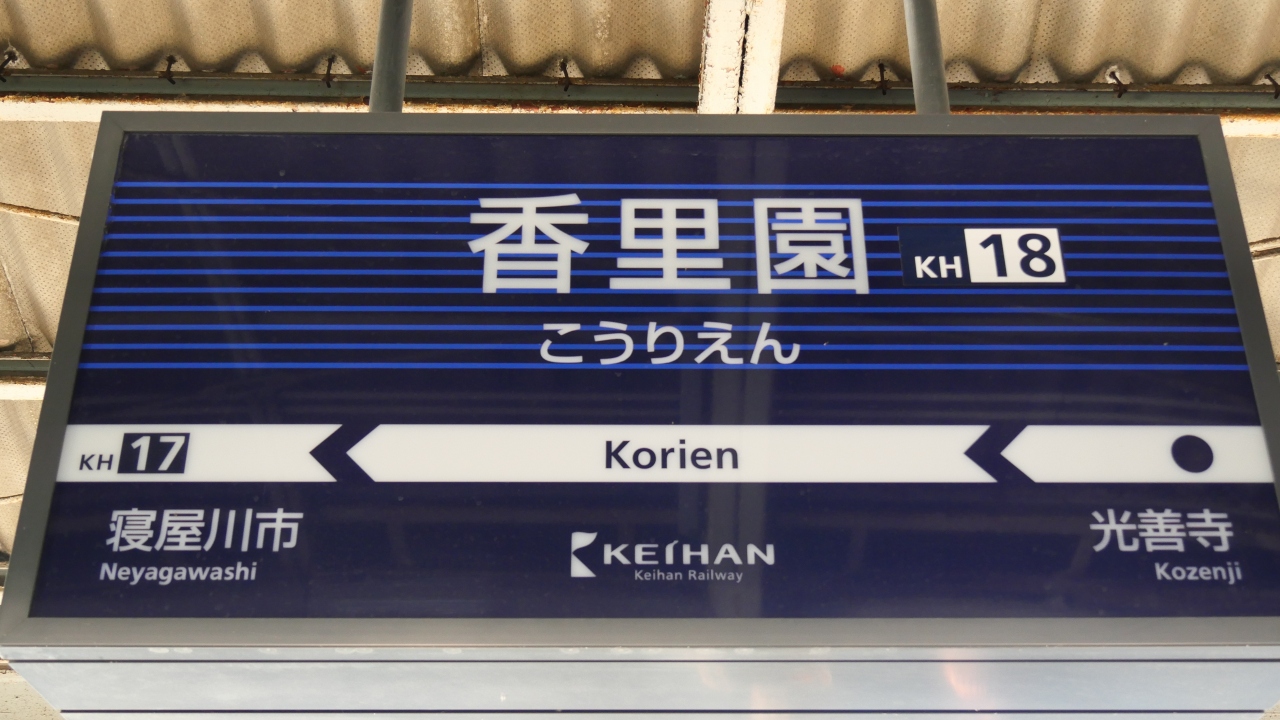 香里園 KH 18
こうりえん
KH 17 Korien
寝屋川市 光善寺
Neyagawashi Kozenji
KEIHAN
Keihan Railway